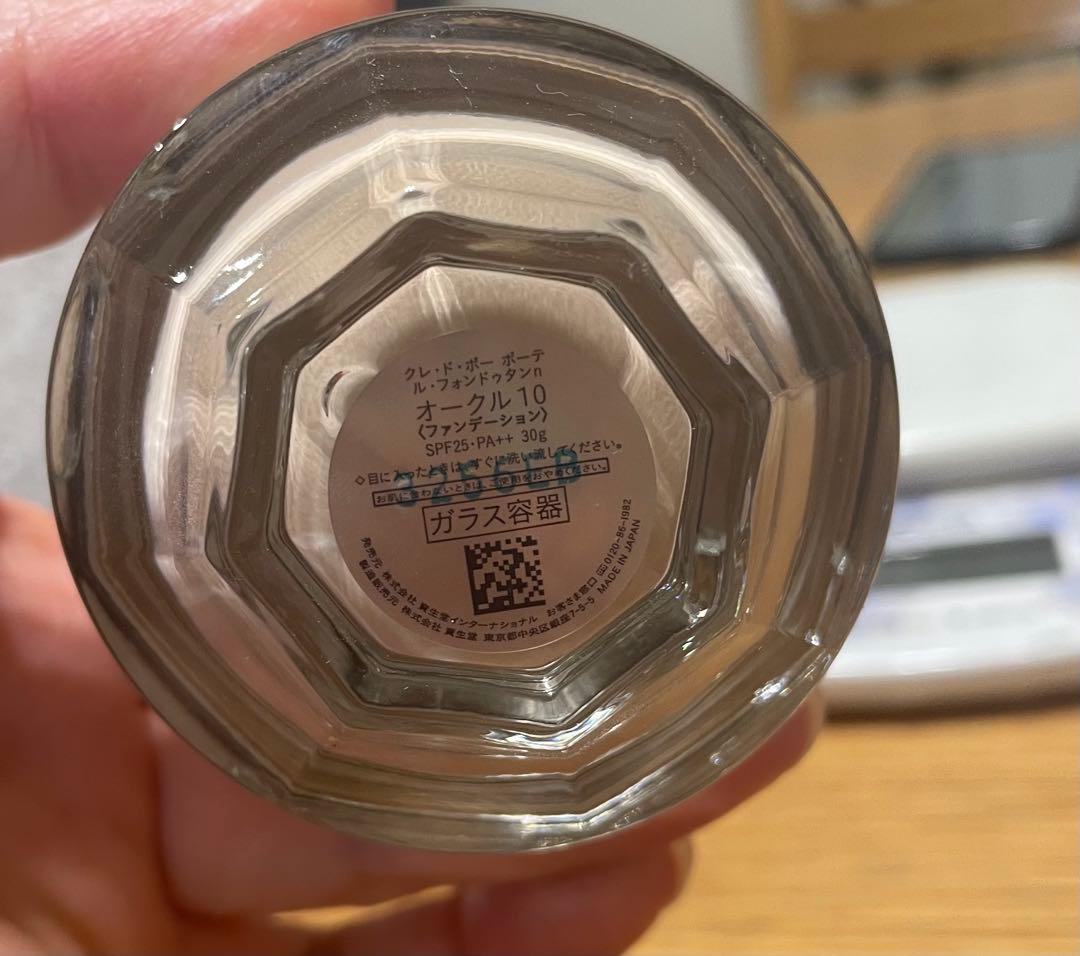 クレ・ド・ポー ボーテ
ル・フォンドゥタンn
オークル10
〈ファンデーション〉
SPF25・PA++ 30g
◇目に入ったときは、すぐに洗い流してください。
お肌に合わないときは、ご使用をおやめください。
ガラス容器
発売元 株式会社 資生堂インターナショナル お客さま窓口 0120-86-1982
製造販売元 株式会社 資生堂 東京都中央区銀座7-5-5 MADE IN JAPAN